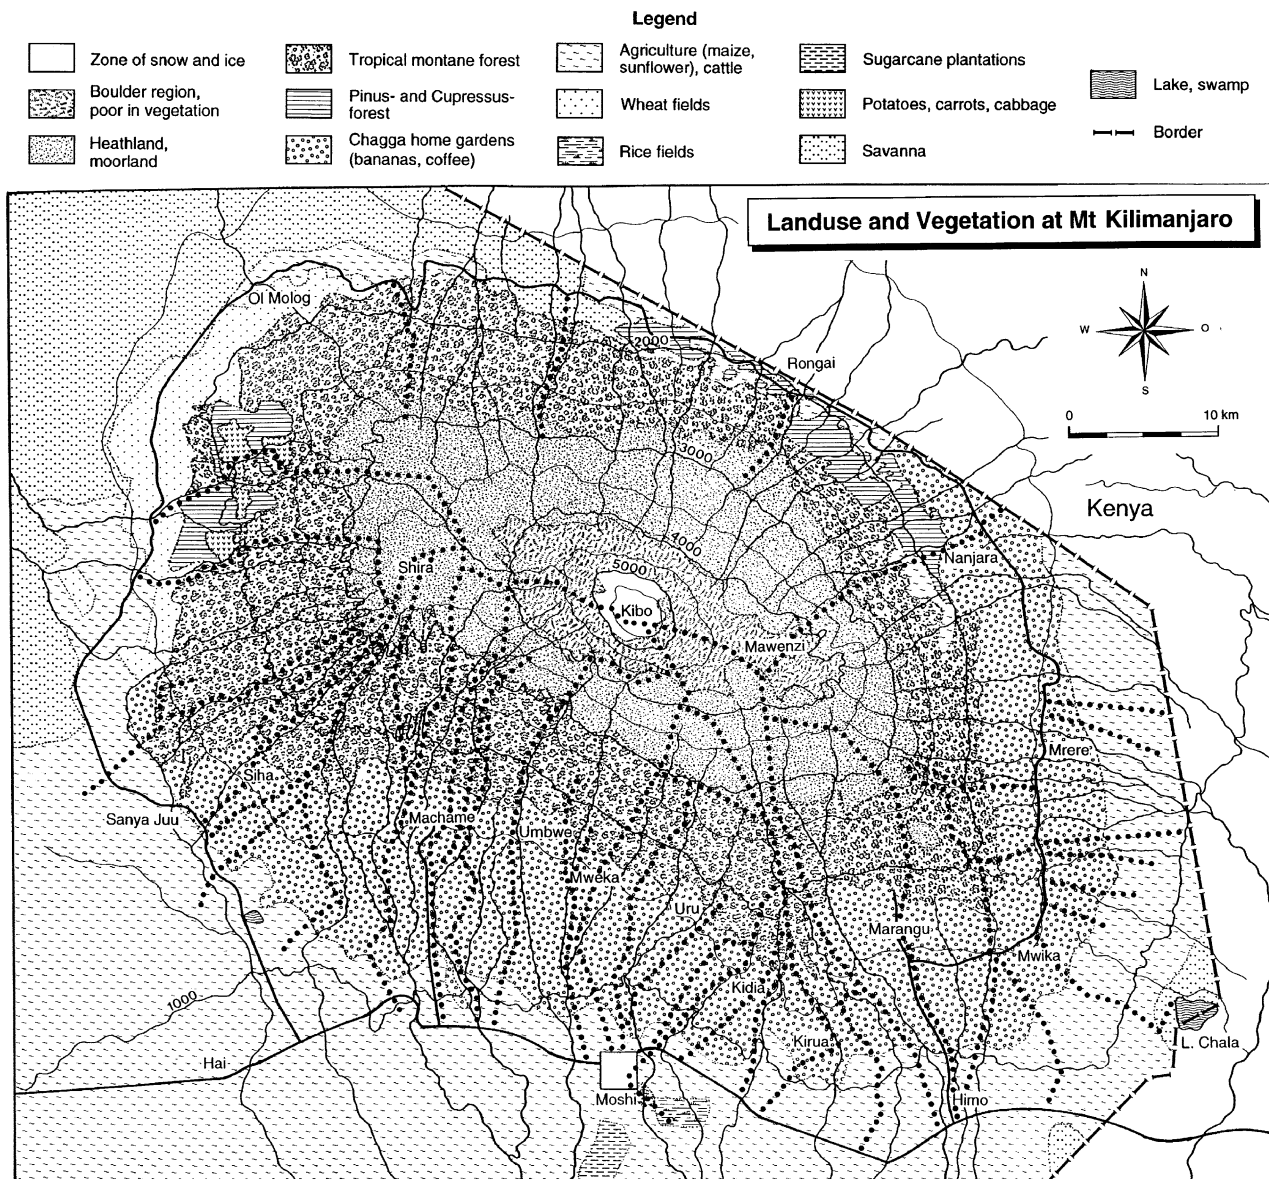 Legend
Zone of snow and ice
Boulder region,
poor in vegetation
Heathland,
moorland
Tropical montane forest
Pinus- and Cupressus-
forest
Chagga home gardens
(bananas, coffee)
Agriculture (maize,
sunflower), cattle
Wheat fields
Rice fields
Sugarcane plantations
Potatoes, carrots, cabbage
Savanna
Lake, swamp
Border
Landuse and Vegetation at Mt Kilimanjaro
N
W
O
S
0
10 km
Ol Molog
2000
Rongai
3000
Kenya
4000
Nanjara
5000
Shira
Kibo
Mawenzi
Mrere
Siha
Sanya Juu
Machame
Umbwe
Mweka
Uru
Marangu
Mwika
Kidia
1000
Kirua
L. Chala
Hai
Moshi
Himo